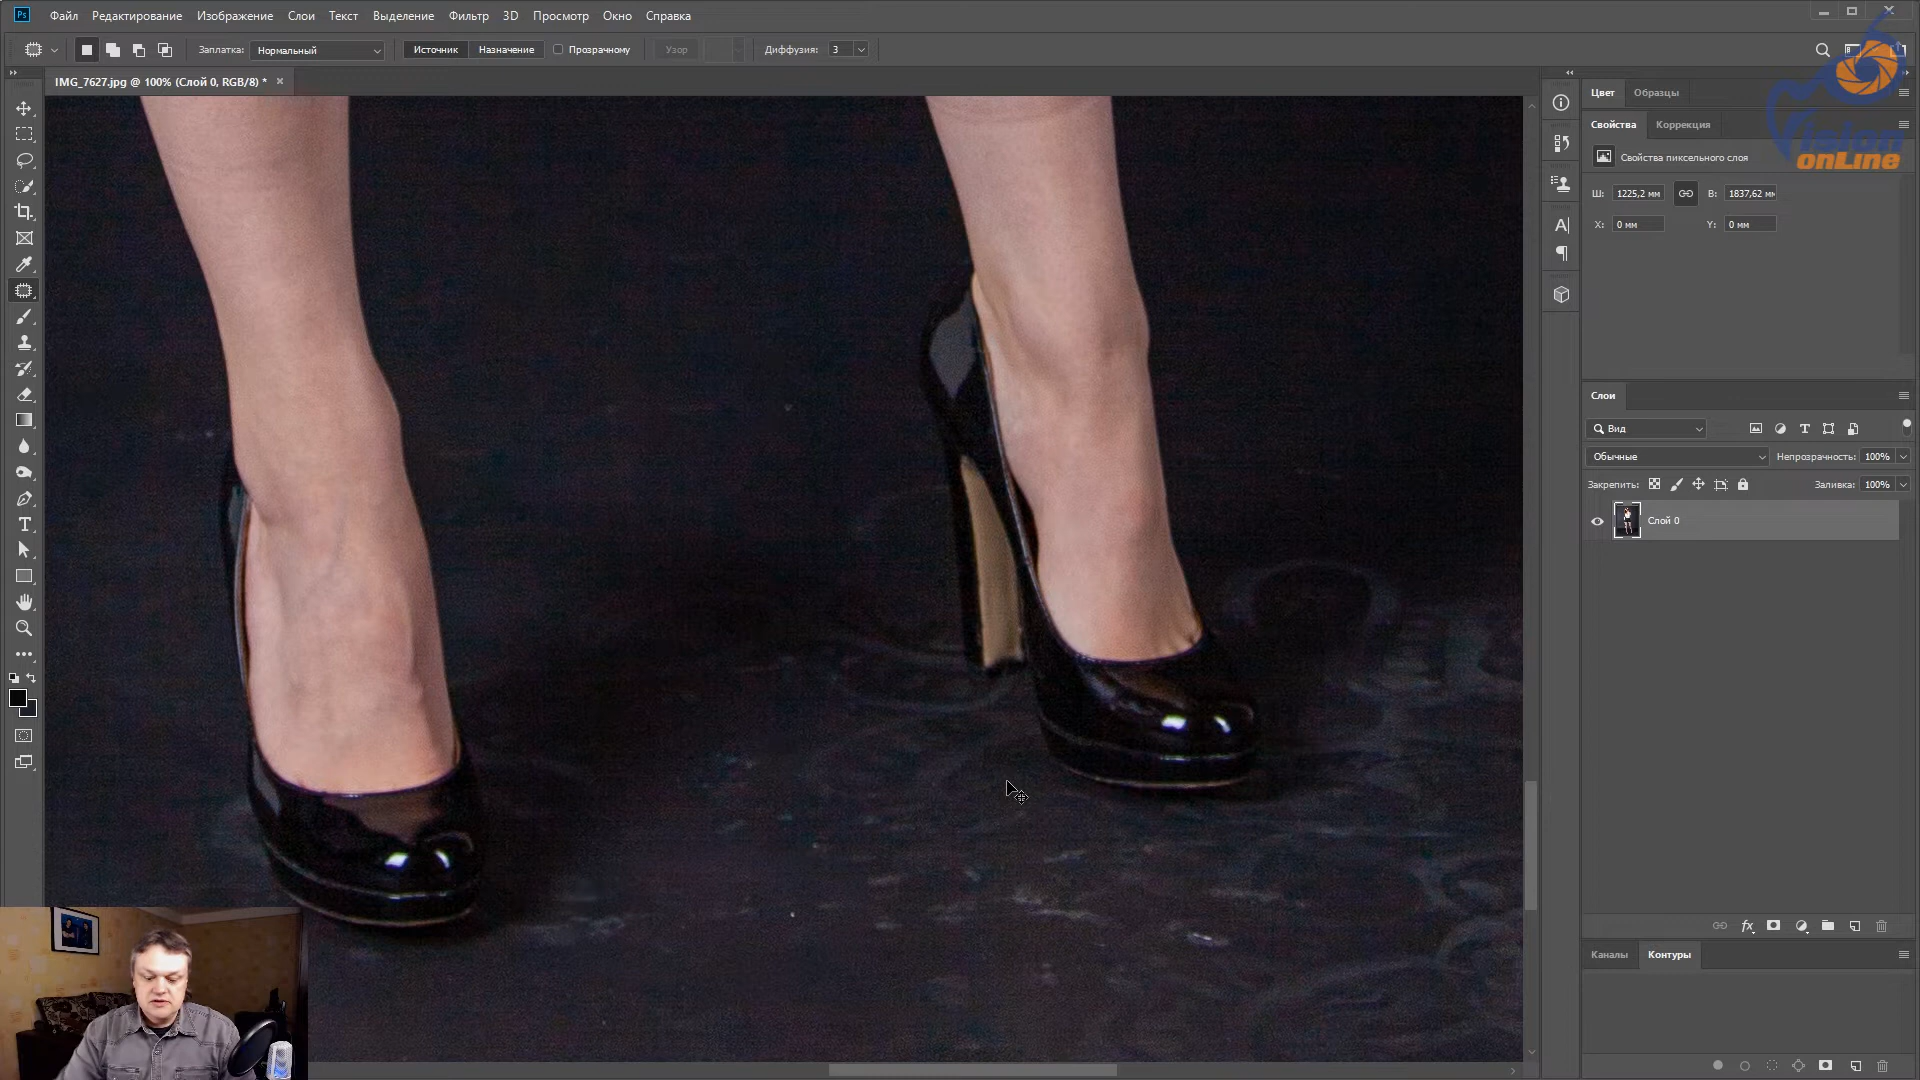 Ps Файл Редактирование Изображение Слои Текст Выделение Фильтр 3D Просмотр Окно Справка
Заплатка: Нормальный Источник Назначение Прозрачному Узор Диффузия: 3
IMG_7627.jpg @ 100% (Слой 0, RGB/8) *
Цвет Образцы
Свойства Коррекция
Vision
onLine
Свойства пиксельного слоя
Ш: 1225,2 мм В: 1837,62 мм
X: 0 мм Y: 0 мм
Слои
Вид
Обычные Непрозрачность: 100%
Закрепить: Заливка: 100%
Слой 0
fx
Каналы Контуры